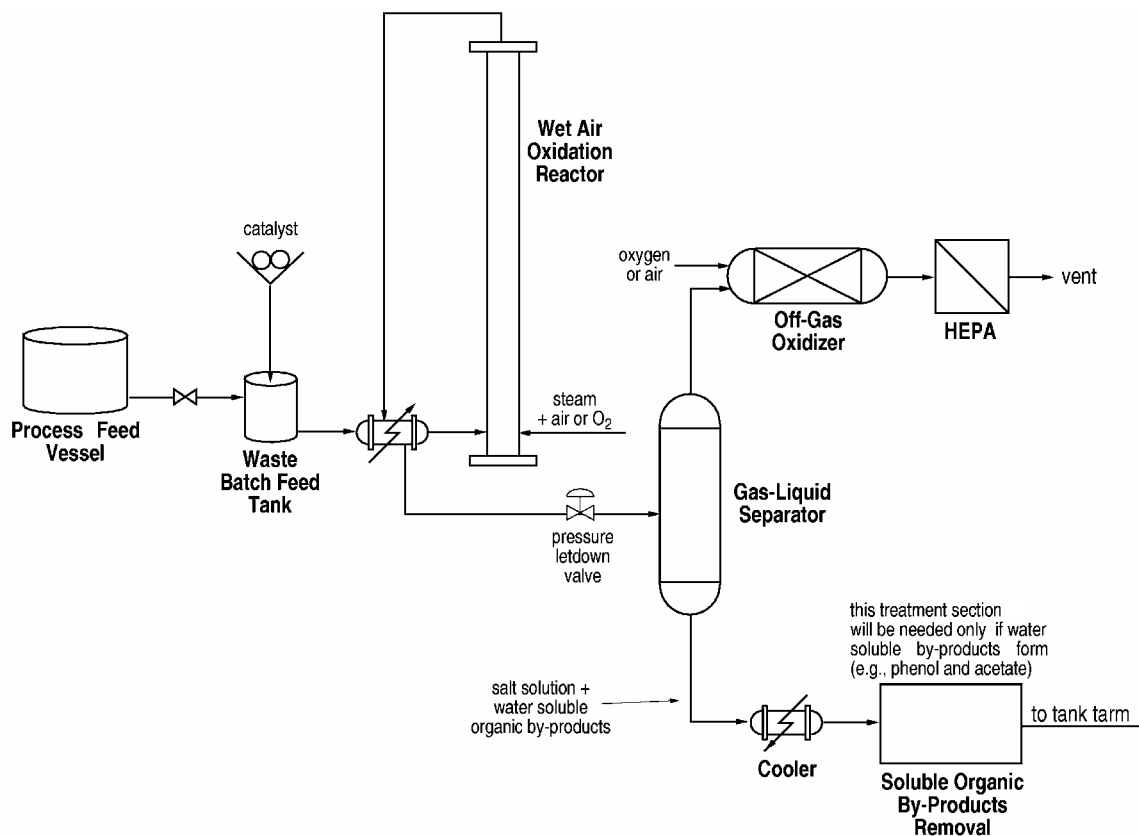 Wet Air
Oxidation
Reactor
catalyst
oxygen
or air
vent
Off-Gas
Oxidizer
HEPA
steam
+ air or O₂
Process Feed
Vessel
Waste
Batch Feed
Tank
Gas-Liquid
Separator
pressure
letdown
valve
this treatment section
will be needed only if water
soluble by-products form
(e.g., phenol and acetate)
salt solution +
water soluble
organic by-products
to tank tarm
Cooler
Soluble Organic
By-Products
Removal